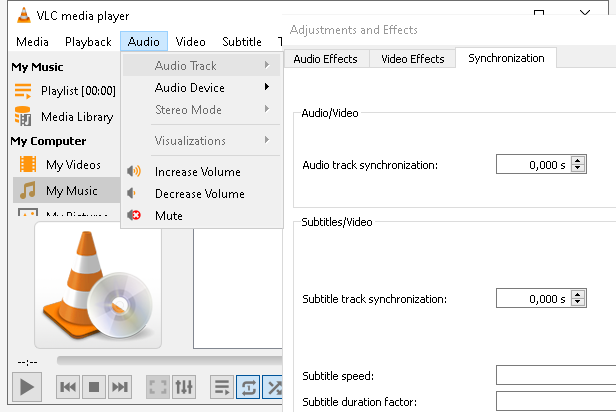 VLC media player
Media Playback Audio Video Subtitle T
My Music
Playlist [00:00]
Media Library
My Computer
My Videos
My Music
My Pictures
--:--
Audio Track
Audio Device
Stereo Mode
Visualizations
Increase Volume
Decrease Volume
Mute
Adjustments and Effects
Audio Effects Video Effects Synchronization
Audio/Video
Audio track synchronization: 0,000 s
Subtitles/Video
Subtitle track synchronization: 0,000 s
Subtitle speed:
Subtitle duration factor: